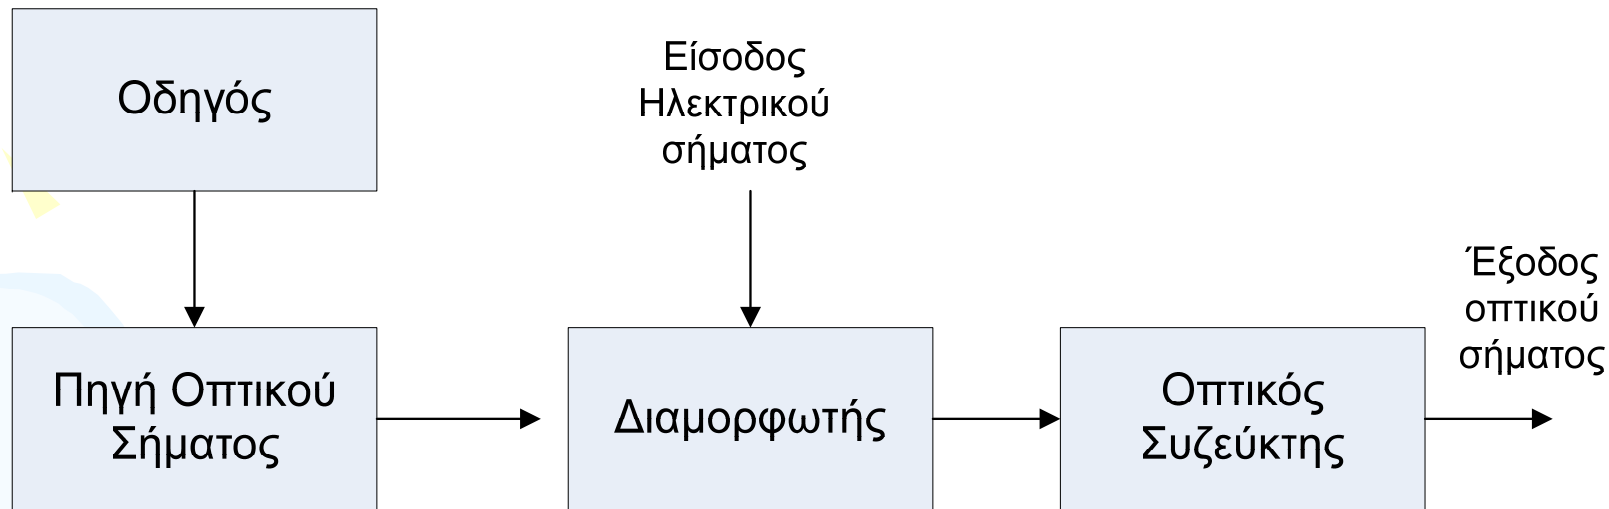 Οδηγός
Είσοδος
Ηλεκτρικού
σήματος
Έξοδος
οπτικού
σήματος
Πηγή Οπτικού
Σήματος
Διαμορφωτής
Οπτικός
Συζεύκτης